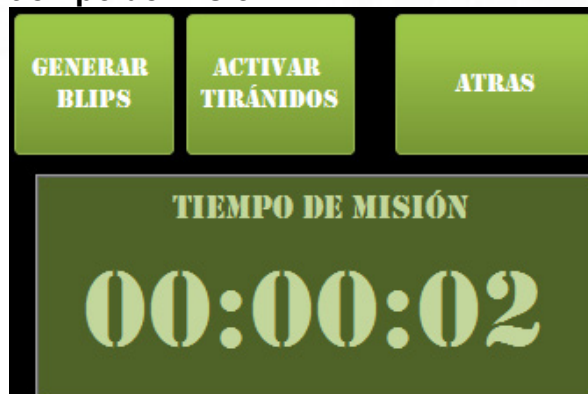 GENERAR
BLIPS
ACTIVAR
TIRÁNIDOS
ATRAS
TIEMPO DE MISIÓN
00:00:02